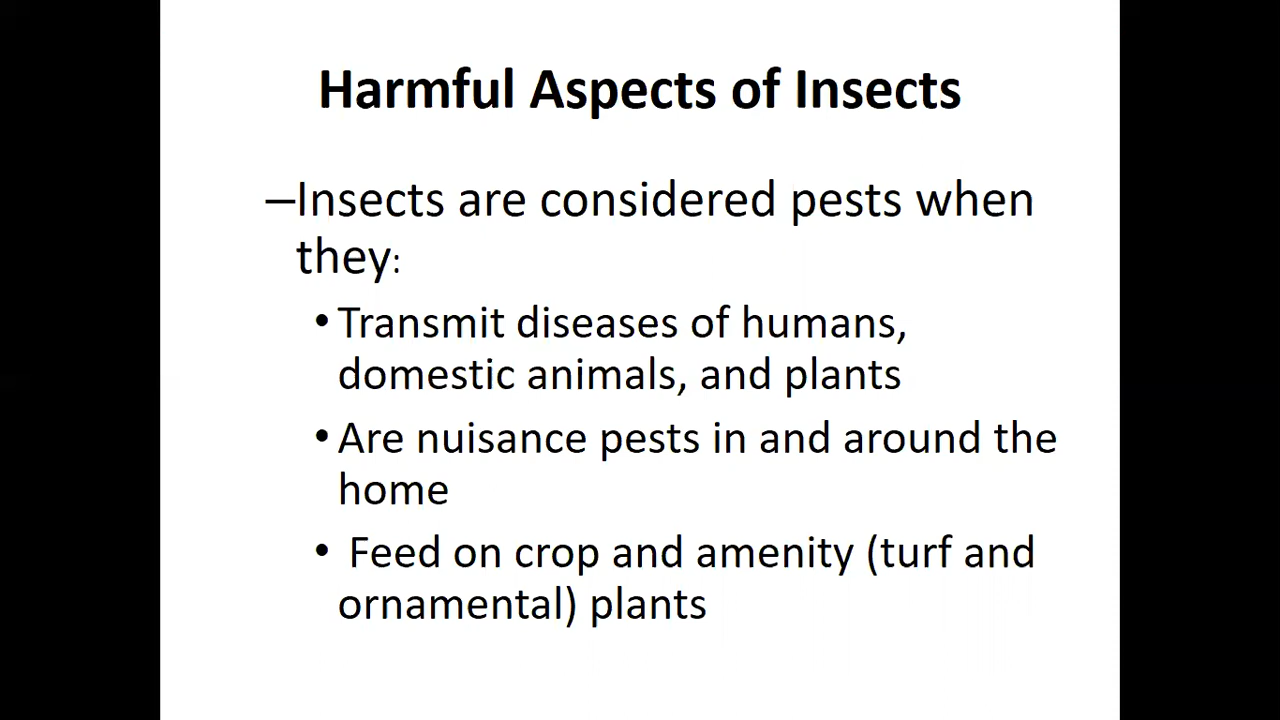 Harmful Aspects of Insects
–Insects are considered pests when
they:
•Transmit diseases of humans,
domestic animals, and plants
•Are nuisance pests in and around the
home
• Feed on crop and amenity (turf and
ornamental) plants